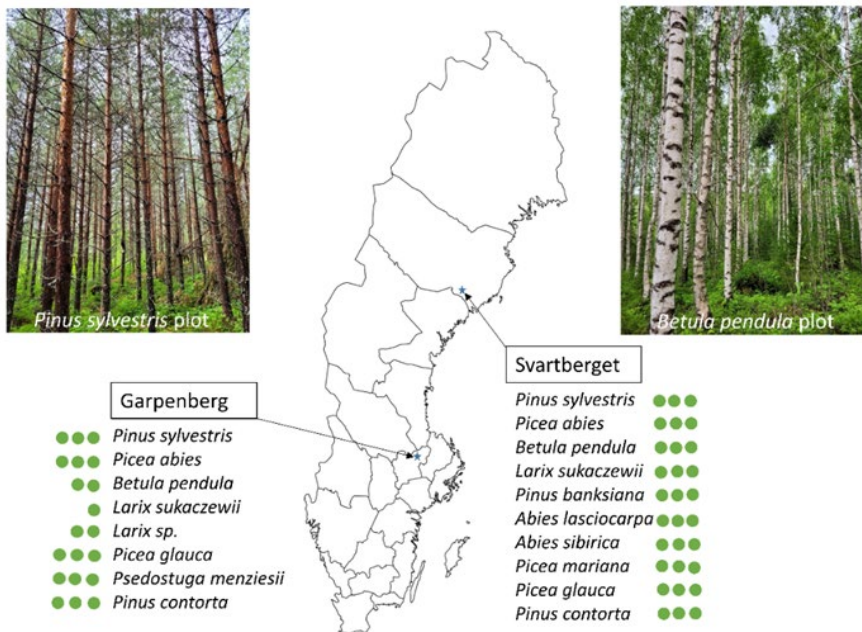 Pinus sylvestris plot
Betula pendula plot
Garpenberg
Pinus sylvestris
Picea abies
Betula pendula
Larix sukaczewii
Larix sp.
Picea glauca
Psedostuga menziesii
Pinus contorta
Svartberget
Pinus sylvestris
Picea abies
Betula pendula
Larix sukaczewii
Pinus banksiana
Abies lasciocarpa
Abies sibirica
Picea mariana
Picea glauca
Pinus contorta